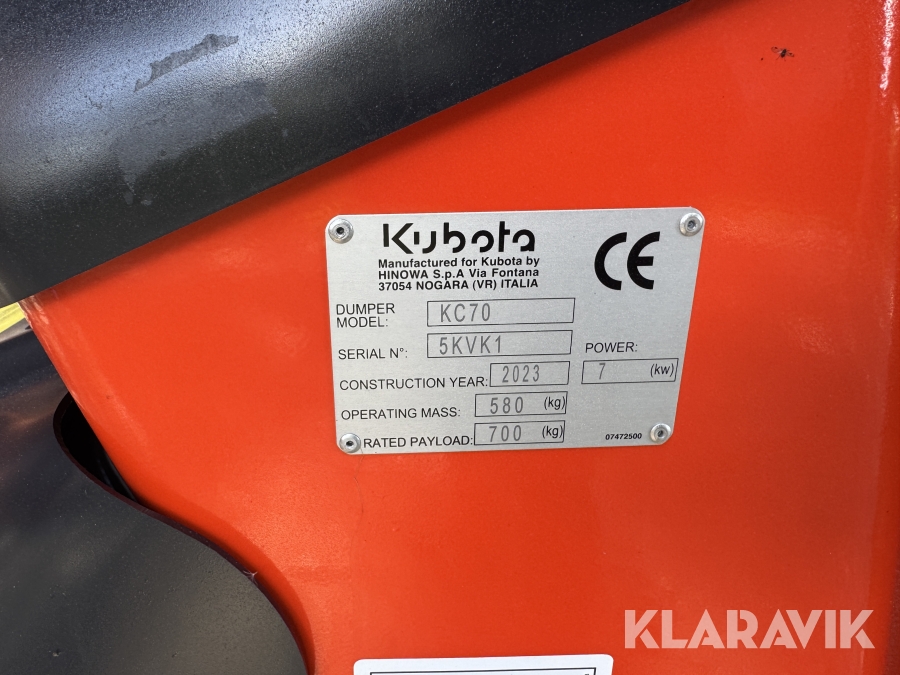 Kubota
Manufactured for Kubota by
HINOWA S.p.A Via Fontana
37054 NOGARA (VR) ITALIA
CE
DUMPER
MODEL: KC70
SERIAL N°: 5KVK1
POWER:
CONSTRUCTION YEAR: 2023
7 (kw)
OPERATING MASS: 580 (kg)
RATED PAYLOAD: 700 (kg)
07472500
KLARAVIK